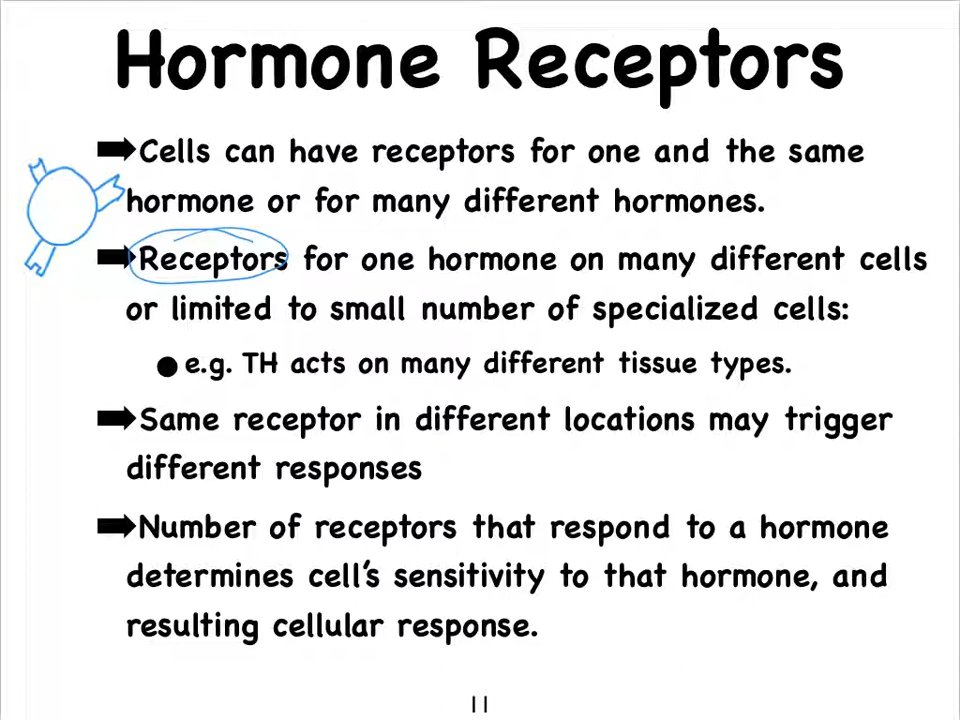 Hormone Receptors
➡Cells can have receptors for one and the same
hormone or for many different hormones.
➡Receptors for one hormone on many different cells
or limited to small number of specialized cells:
●e.g. TH acts on many different tissue types.
➡Same receptor in different locations may trigger
different responses
➡Number of receptors that respond to a hormone
determines cell's sensitivity to that hormone, and
resulting cellular response.
11